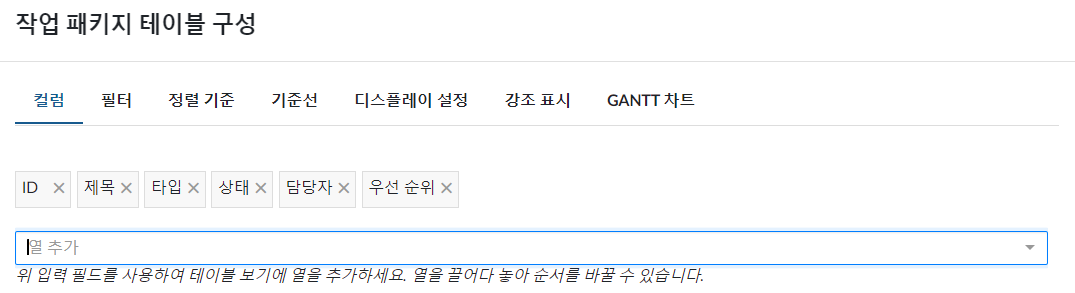 작업 패키지 테이블 구성
컬럼 필터 정렬 기준 기준선 디스플레이 설정 강조 표시 GANTT 차트
ID × 제목 × 타입 × 상태 × 담당자 × 우선 순위 ×
열 추가
위 입력 필드를 사용하여 테이블 보기에 열을 추가하세요. 열을 끌어다 놓아 순서를 바꿀 수 있습니다.